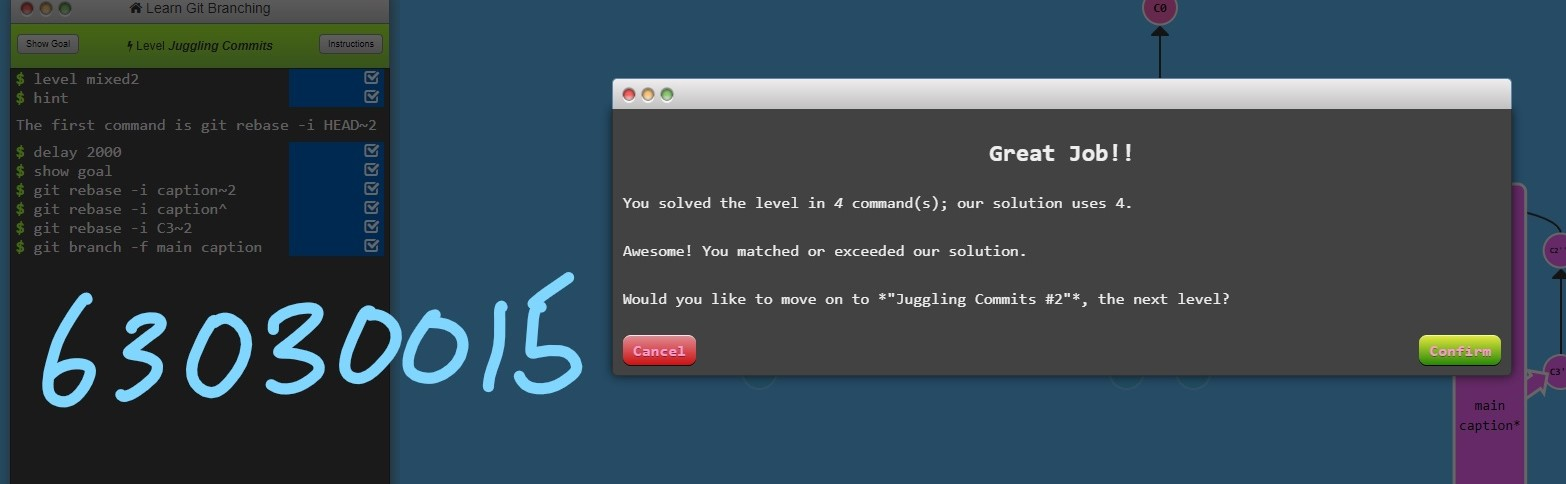 Learn Git Branching
Show Goal
Level Juggling Commits
Instructions
$ level mixed2
$ hint
The first command is git rebase -i HEAD~2
$ delay 2000
$ show goal
$ git rebase -i caption~2
$ git rebase -i caption^
$ git rebase -i C3~2
$ git branch -f main caption
63030015
C0
Great Job!!
You solved the level in 4 command(s); our solution uses 4.
Awesome! You matched or exceeded our solution.
Would you like to move on to *"Juggling Commits #2"*, the next level?
Cancel
Confirm
main
caption*